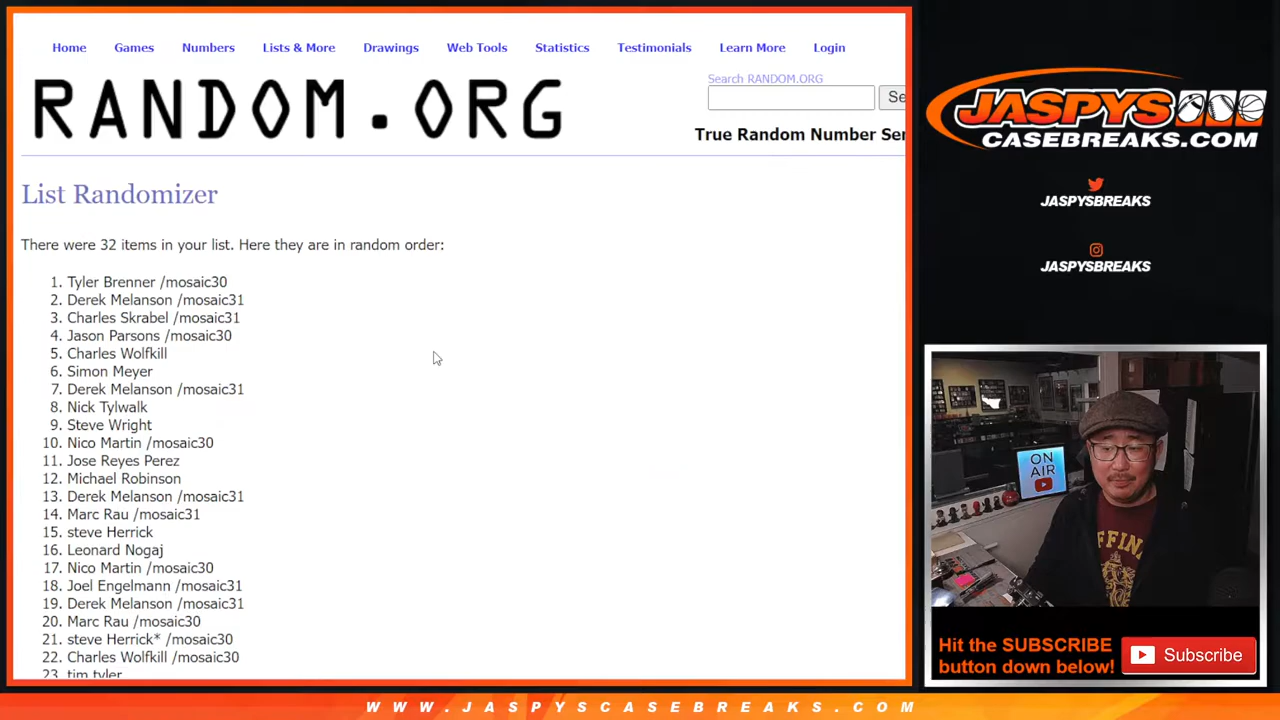 Home Games Numbers Lists & More Drawings Web Tools Statistics Testimonials Learn More Login
Search RANDOM.ORG
RANDOM.ORG
Se
True Random Number Ser
List Randomizer
There were 32 items in your list. Here they are in random order:
1. Tyler Brenner /mosaic30
2. Derek Melanson /mosaic31
3. Charles Skrabel /mosaic31
4. Jason Parsons /mosaic30
5. Charles Wolfkill
6. Simon Meyer
7. Derek Melanson /mosaic31
8. Nick Tylwalk
9. Steve Wright
10. Nico Martin /mosaic30
11. Jose Reyes Perez
12. Michael Robinson
13. Derek Melanson /mosaic31
14. Marc Rau /mosaic31
15. steve Herrick
16. Leonard Nogaj
17. Nico Martin /mosaic30
18. Joel Engelmann /mosaic31
19. Derek Melanson /mosaic31
20. Marc Rau /mosaic30
21. steve Herrick* /mosaic30
22. Charles Wolfkill /mosaic30
23. tim tyler
JASPYS
CASEBREAKS.COM
JASPYSBREAKS
JASPYSBREAKS
ON
AIR
Hit the SUBSCRIBE
button down below!
Subscribe
WWW.JASPYSCASEBREAKS.COM